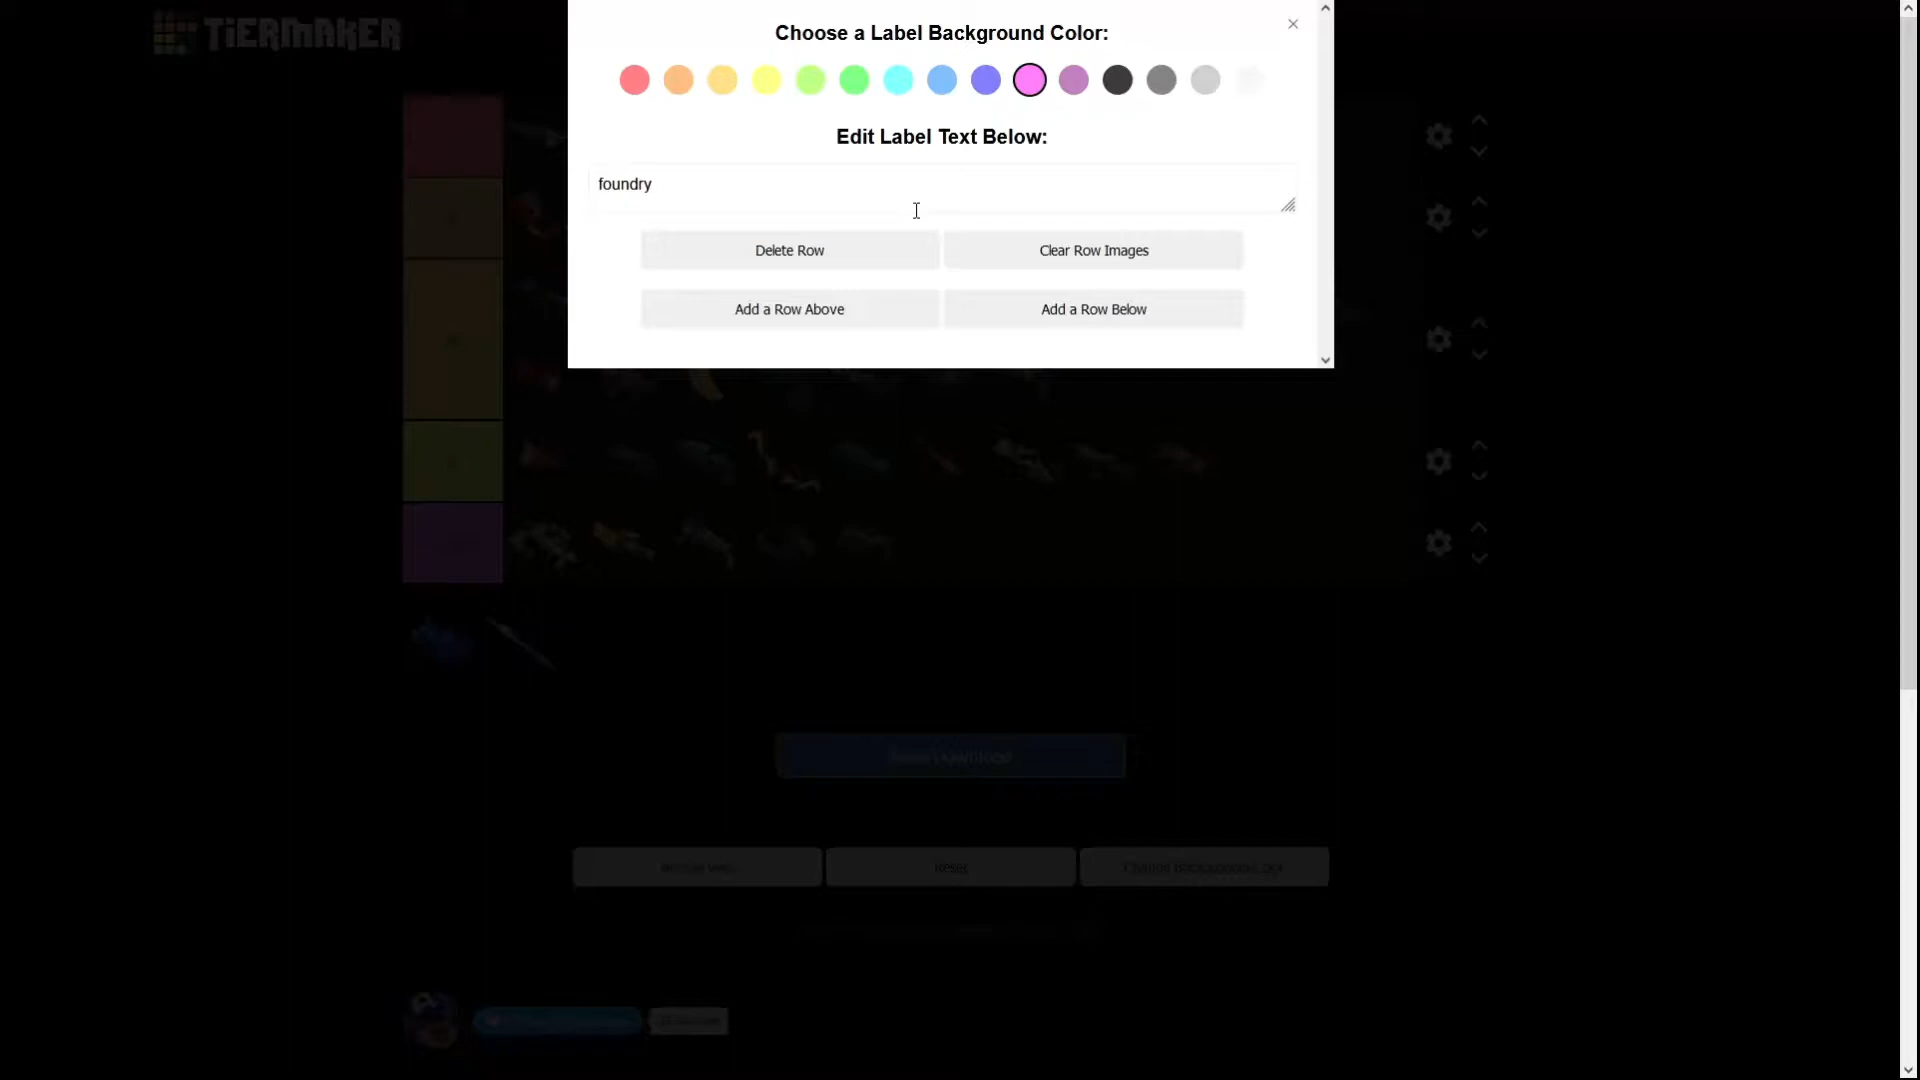 TiERMAKER
Choose a Label Background Color:
Edit Label Text Below:
foundry
Delete Row
Clear Row Images
Add a Row Above
Add a Row Below
Reset